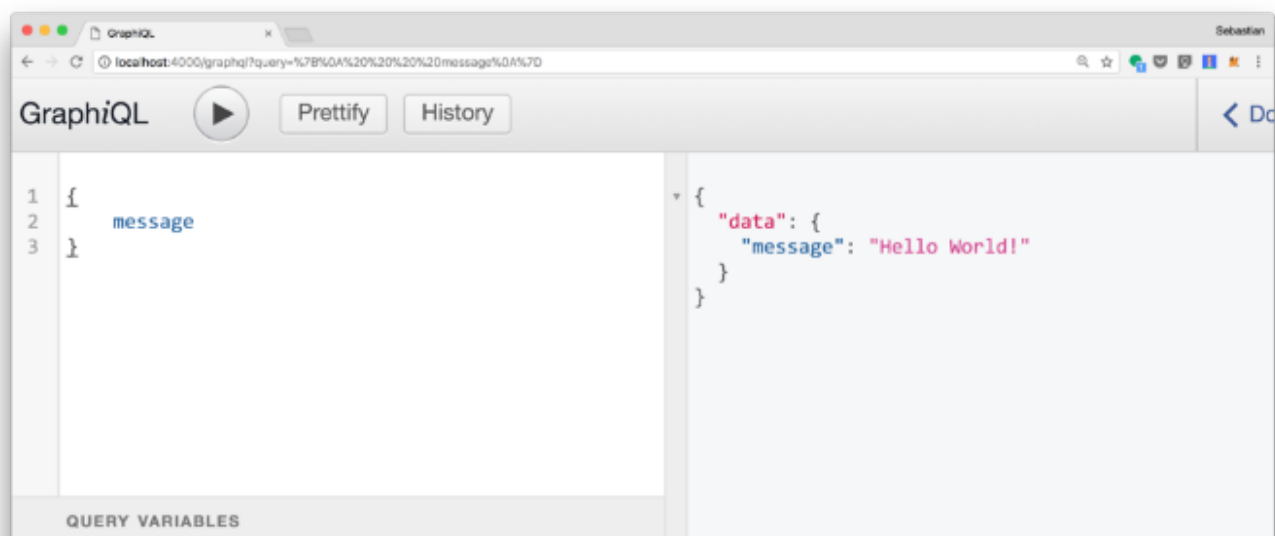 GraphiQL
Sebastian
localhost:4000/graphql?query=%7B%0A%20%20%20%20message%0A%7D
GraphiQL
Prettify
History
Do
1 {
2 message
3 }
{
"data": {
"message": "Hello World!"
}
}
QUERY VARIABLES